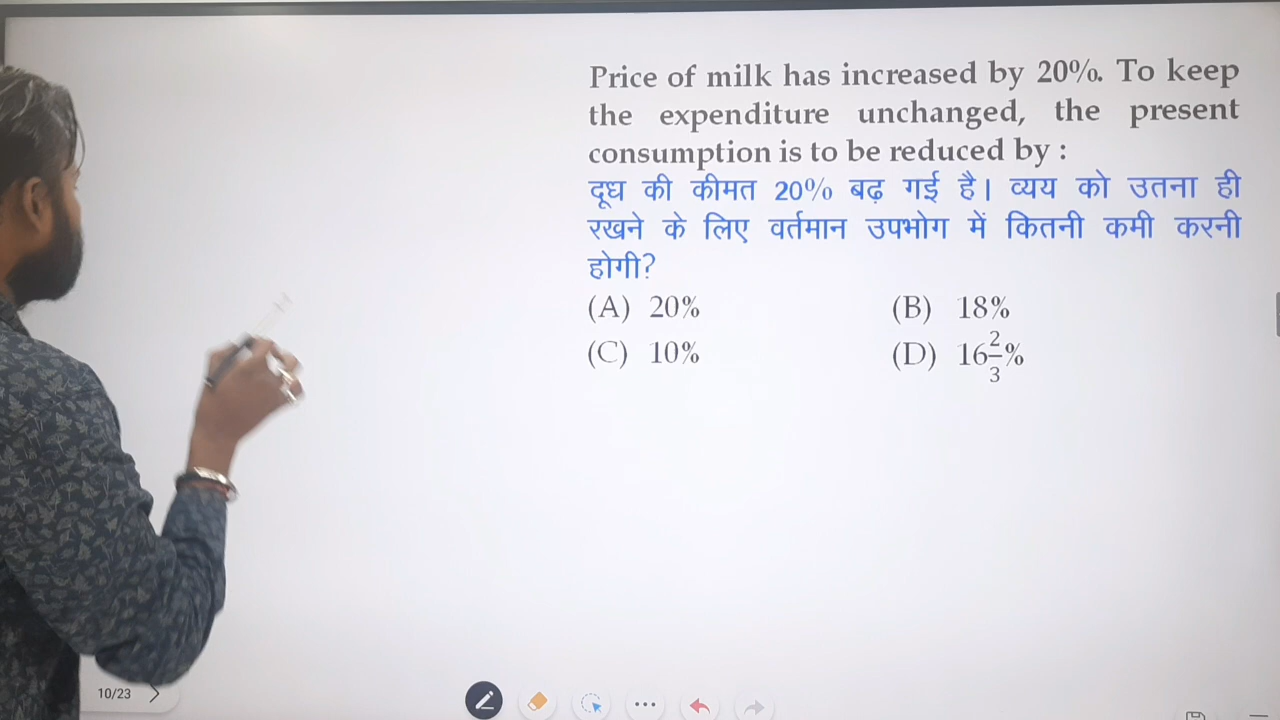 Price of milk has increased by 20%. To keep
the expenditure unchanged, the present
consumption is to be reduced by :
दूध की कीमत 20% बढ़ गई है। व्यय को उतना ही
रखने के लिए वर्तमान उपभोग में कितनी कमी करनी
होगी?
(A) 20% (B) 18%
(C) 10% (D) 16 2/3%
10/23